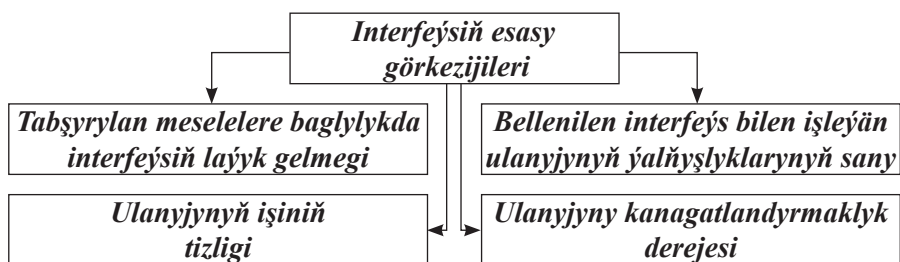 Interfeýsiň esasy
görkezijileri
Tabşyrylan meselelere baglylykda
interfeýsiň laýyk gelmegi
Bellenilen interfeýs bilen işleýän
ulanyjynyň ýalňyşlyklarynyň sany
Ulanyjynyň işiniň
tizligi
Ulanyjyny kanagatlandyrmaklyk
derejesi